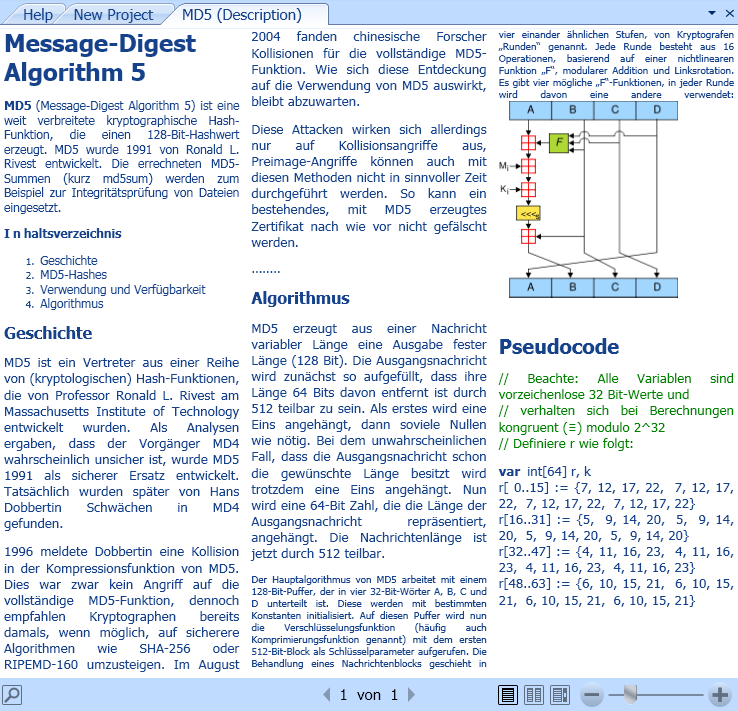 Help
New Project
MD5 (Description)
Message-Digest
Algorithm 5
MD5 (Message-Digest Algorithm 5) ist eine
weit verbreitete kryptographische Hash-
Funktion, die einen 128-Bit-Hashwert
erzeugt. MD5 wurde 1991 von Ronald L.
Rivest entwickelt. Die errechneten MD5-
Summen (kurz md5sum) werden zum
Beispiel zur Integritätsprüfung von Dateien
eingesetzt.
I n haltsverzeichnis
1. Geschichte
2. MD5-Hashes
3. Verwendung und Verfügbarkeit
4. Algorithmus
Geschichte
MD5 ist ein Vertreter aus einer Reihe
von (kryptologischen) Hash-Funktionen,
die von Professor Ronald L. Rivest am
Massachusetts Institute of Technology
entwickelt wurden. Als Analysen
ergaben, dass der Vorgänger MD4
wahrscheinlich unsicher ist, wurde MD5
1991 als sicherer Ersatz entwickelt.
Tatsächlich wurden später von Hans
Dobbertin Schwächen in MD4
gefunden.
1996 meldete Dobbertin eine Kollision
in der Kompressionsfunktion von MD5.
Dies war zwar kein Angriff auf die
vollständige MD5-Funktion, dennoch
empfahlen Kryptographen bereits
damals, wenn möglich, auf sicherere
Algorithmen wie SHA-256 oder
RIPEMD-160 umzusteigen. Im August
2004 fanden chinesische Forscher
Kollisionen für die vollständige MD5-
Funktion. Wie sich diese Entdeckung
auf die Verwendung von MD5 auswirkt,
bleibt abzuwarten.
Diese Attacken wirken sich allerdings
nur auf Kollisionsangriffe aus,
Preimage-Angriffe können auch mit
diesen Methoden nicht in sinnvoller Zeit
durchgeführt werden. So kann ein
bestehendes, mit MD5 erzeugtes
Zertifikat nach wie vor nicht gefälscht
werden.
........
Algorithmus
MD5 erzeugt aus einer Nachricht
variabler Länge eine Ausgabe fester
Länge (128 Bit). Die Ausgangsnachricht
wird zunächst so aufgefüllt, dass ihre
Länge 64 Bits davon entfernt ist durch
512 teilbar zu sein. Als erstes wird eine
Eins angehängt, dann soviele Nullen
wie nötig. Bei dem unwahrscheinlichen
Fall, dass die Ausgangsnachricht schon
die gewünschte Länge besitzt wird
trotzdem eine Eins angehängt. Nun
wird eine 64-Bit Zahl, die die Länge der
Ausgangsnachricht repräsentiert,
angehängt. Die Nachrichtenlänge ist
jetzt durch 512 teilbar.
Der Hauptalgorithmus von MD5 arbeitet mit einem
128-Bit-Puffer, der in vier 32-Bit-Wörter A, B, C und
D unterteilt ist. Diese werden mit bestimmten
Konstanten initialisiert. Auf diesen Puffer wird nun
die Verschlüsselungsfunktion (häufig auch
Komprimierungsfunktion genannt) mit dem ersten
512-Bit-Block als Schlüsselparameter aufgerufen. Die
Behandlung eines Nachrichtenblocks geschieht in
vier einander ähnlichen Stufen, von Kryptografen
„Runden“ genannt. Jede Runde besteht aus 16
Operationen, basierend auf einer nichtlinearen
Funktion „F“, modularer Addition und Linksrotation.
Es gibt vier mögliche „F“-Funktionen, in jeder Runde
wird davon eine andere verwendet:
A B C D
F
Mi
Ki
<<<s
A B C D
Pseudocode
// Beachte: Alle Variablen sind
vorzeichenlose 32 Bit-Werte und
// verhalten sich bei Berechnungen
kongruent (≡) modulo 2^32
// Definiere r wie folgt:
var int[64] r, k
r[ 0..15] := {7, 12, 17, 22, 7, 12, 17,
22, 7, 12, 17, 22, 7, 12, 17, 22}
r[16..31] := {5, 9, 14, 20, 5, 9, 14,
20, 5, 9, 14, 20, 5, 9, 14, 20}
r[32..47] := {4, 11, 16, 23, 4, 11, 16,
23, 4, 11, 16, 23, 4, 11, 16, 23}
r[48..63] := {6, 10, 15, 21, 6, 10, 15,
21, 6, 10, 15, 21, 6, 10, 15, 21}
1 von 1